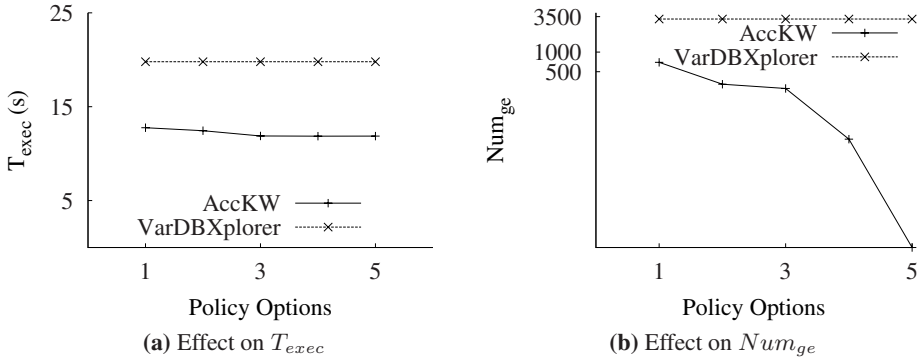 25
15
5
T_exec (s)
AccKW
VarDBXplorer
1 3 5
Policy Options
(a) Effect on T_exec
3500
1000
500
Num_ge
AccKW
VarDBXplorer
1 3 5
Policy Options
(b) Effect on Num_ge